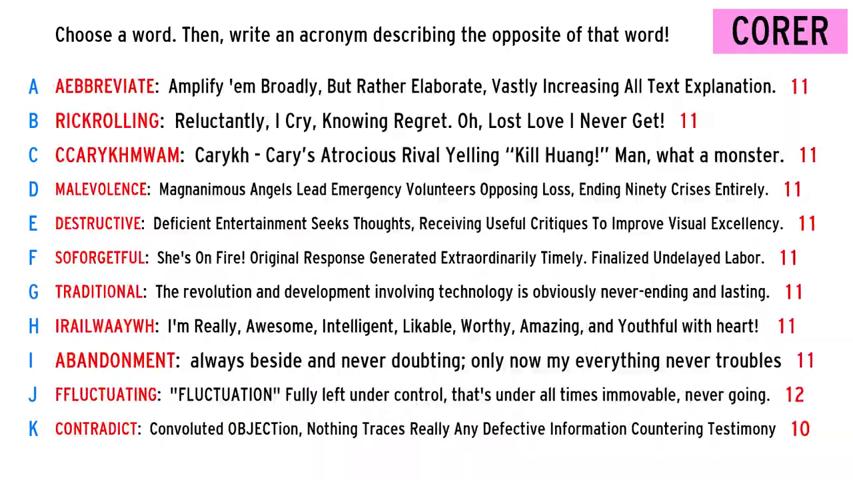 Choose a word. Then, write an acronym describing the opposite of that word!
CORER
A AEBBREVIATE: Amplify 'em Broadly, But Rather Elaborate, Vastly Increasing All Text Explanation. 11
B RICKROLLING: Reluctantly, I Cry, Knowing Regret. Oh, Lost Love I Never Get! 11
C CCARYKHMWAM: Carykh - Cary's Atrocious Rival Yelling “Kill Huang!” Man, what a monster. 11
D MALEVOLENCE: Magnanimous Angels Lead Emergency Volunteers Opposing Loss, Ending Ninety Crises Entirely. 11
E DESTRUCTIVE: Deficient Entertainment Seeks Thoughts, Receiving Useful Critiques To Improve Visual Excellency. 11
F SOFORGETFUL: She's On Fire! Original Response Generated Extraordinarily Timely. Finalized Undelayed Labor. 11
G TRADITIONAL: The revolution and development involving technology is obviously never-ending and lasting. 11
H IRAILWAAYWH: I'm Really, Awesome, Intelligent, Likable, Worthy, Amazing, and Youthful with heart! 11
I ABANDONMENT: always beside and never doubting; only now my everything never troubles 11
J FFLUCTUATING: "FLUCTUATION" Fully left under control, that's under all times immovable, never going. 12
K CONTRADICT: Convoluted OBJECTion, Nothing Traces Really Any Defective Information Countering Testimony 10